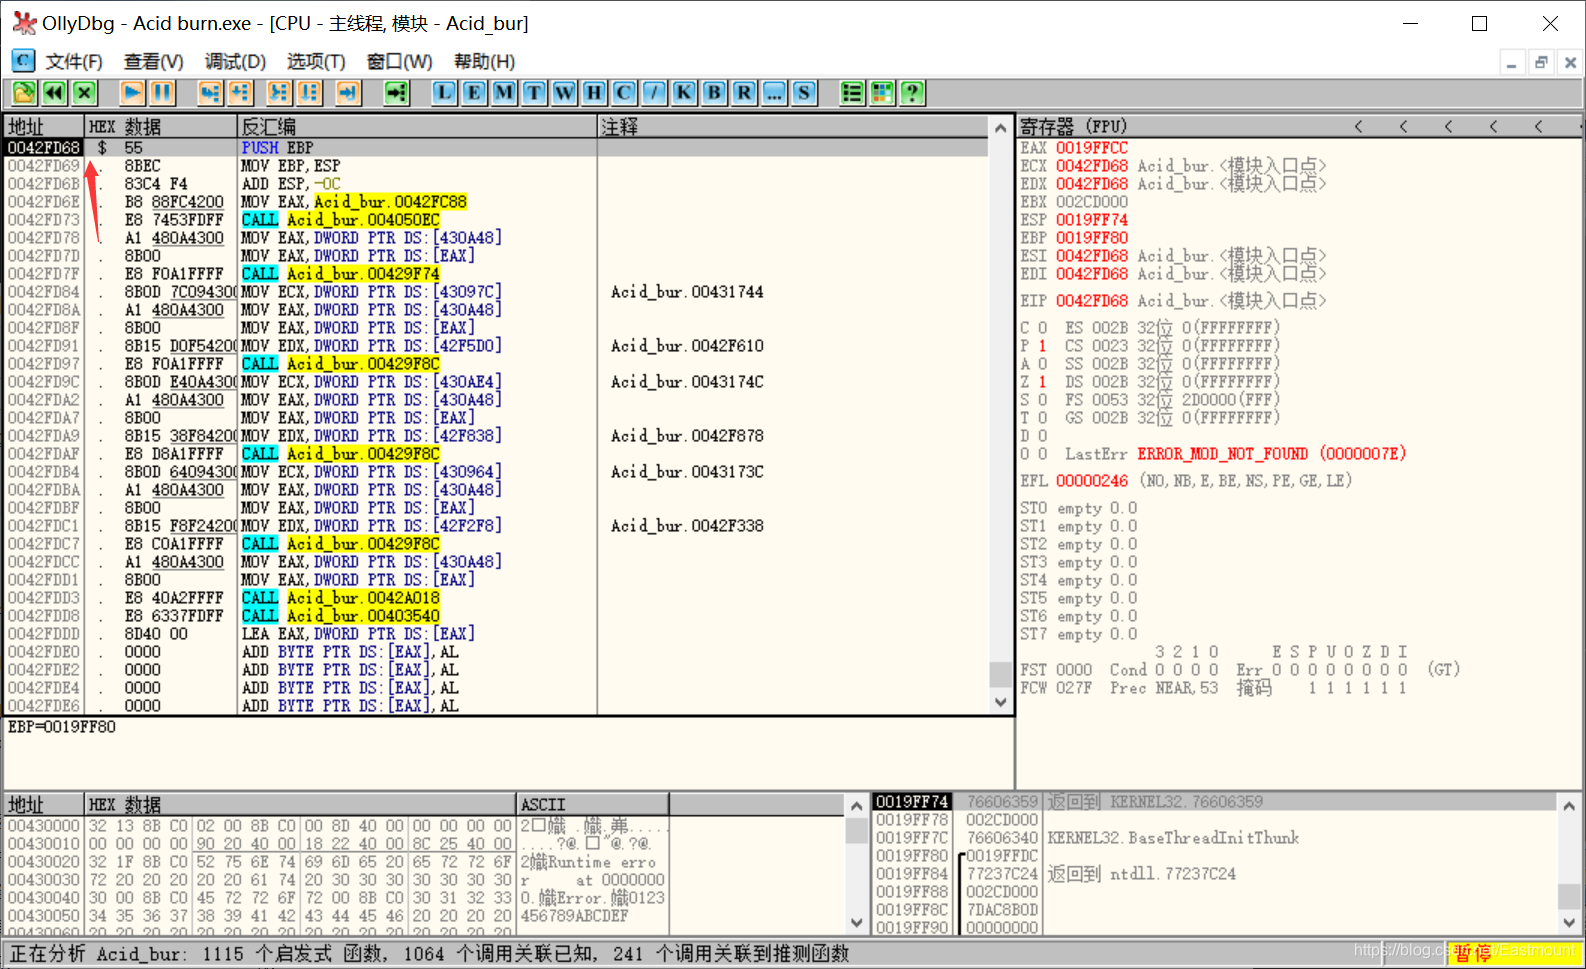 OllyDbg - Acid burn.exe - [CPU - 主线程, 模块 - Acid_bur]
C 文件(F) 查看(V) 调试(D) 选项(T) 窗口(W) 帮助(H)
L E M T W H C / K B R ... S ?
地址 HEX 数据 反汇编 注释
0042FD68 $ 55 PUSH EBP
0042FD69 . 8BEC MOV EBP,ESP
0042FD6B . 83C4 F4 ADD ESP,-0C
0042FD6E . B8 88FC4200 MOV EAX,Acid_bur.0042FC88
0042FD73 . E8 7453FDFF CALL Acid_bur.004050EC
0042FD78 . A1 480A4300 MOV EAX,DWORD PTR DS:[430A48]
0042FD7D . 8B00 MOV EAX,DWORD PTR DS:[EAX]
0042FD7F . E8 F0A1FFFF CALL Acid_bur.00429F74
0042FD84 . 8B0D 7C094300 MOV ECX,DWORD PTR DS:[43097C] Acid_bur.00431744
0042FD8A . A1 480A4300 MOV EAX,DWORD PTR DS:[430A48]
0042FD8F . 8B00 MOV EAX,DWORD PTR DS:[EAX]
0042FD91 . 8B15 D0F54200 MOV EDX,DWORD PTR DS:[42F5D0] Acid_bur.0042F610
0042FD97 . E8 F0A1FFFF CALL Acid_bur.00429F8C
0042FD9C . 8B0D E40A4300 MOV ECX,DWORD PTR DS:[430AE4] Acid_bur.0043174C
0042FDA2 . A1 480A4300 MOV EAX,DWORD PTR DS:[430A48]
0042FDA7 . 8B00 MOV EAX,DWORD PTR DS:[EAX]
0042FDA9 . 8B15 38F84200 MOV EDX,DWORD PTR DS:[42F838] Acid_bur.0042F878
0042FDAF . E8 D8A1FFFF CALL Acid_bur.00429F8C
0042FDB4 . 8B0D 64094300 MOV ECX,DWORD PTR DS:[430964] Acid_bur.0043173C
0042FDBA . A1 480A4300 MOV EAX,DWORD PTR DS:[430A48]
0042FDBF . 8B00 MOV EAX,DWORD PTR DS:[EAX]
0042FDC1 . 8B15 F8F24200 MOV EDX,DWORD PTR DS:[42F2F8] Acid_bur.0042F338
0042FDC7 . E8 C0A1FFFF CALL Acid_bur.00429F8C
0042FDCC . A1 480A4300 MOV EAX,DWORD PTR DS:[430A48]
0042FDD1 . 8B00 MOV EAX,DWORD PTR DS:[EAX]
0042FDD3 . E8 40A2FFFF CALL Acid_bur.0042A018
0042FDD8 . E8 6337FDFF CALL Acid_bur.00403540
0042FDDD . 8D40 00 LEA EAX,DWORD PTR DS:[EAX]
0042FDE0 . 0000 ADD BYTE PTR DS:[EAX],AL
0042FDE2 . 0000 ADD BYTE PTR DS:[EAX],AL
0042FDE4 . 0000 ADD BYTE PTR DS:[EAX],AL
0042FDE6 . 0000 ADD BYTE PTR DS:[EAX],AL
EBP=0019FF80
寄存器 (FPU) < < < < <
EAX 0019FFCC
ECX 0042FD68 Acid_bur.<模块入口点>
EDX 0042FD68 Acid_bur.<模块入口点>
EBX 002CD000
ESP 0019FF74
EBP 0019FF80
ESI 0042FD68 Acid_bur.<模块入口点>
EDI 0042FD68 Acid_bur.<模块入口点>
EIP 0042FD68 Acid_bur.<模块入口点>
C 0 ES 002B 32位 0(FFFFFFFF)
P 1 CS 0023 32位 0(FFFFFFFF)
A 0 SS 002B 32位 0(FFFFFFFF)
Z 1 DS 002B 32位 0(FFFFFFFF)
S 0 FS 0053 32位 2D0000(FFF)
T 0 GS 002B 32位 0(FFFFFFFF)
D 0
O 0 LastErr ERROR_MOD_NOT_FOUND (0000007E)
EFL 00000246 (NO,NB,E,BE,NS,PE,GE,LE)
ST0 empty 0.0
ST1 empty 0.0
ST2 empty 0.0
ST3 empty 0.0
ST4 empty 0.0
ST5 empty 0.0
ST6 empty 0.0
ST7 empty 0.0
3 2 1 0 E S P U O Z D I
FST 0000 Cond 0 0 0 0 Err 0 0 0 0 0 0 0 0 (GT)
FCW 027F Prec NEAR,53 掩码 1 1 1 1 1 1
地址 HEX 数据 ASCII
00430000 32 13 8B C0 02 00 8B C0 00 8D 40 00 00 00 00 00
00430010 00 00 00 00 90 20 40 00 18 22 40 00 8C 25 40 00
00430020 32 1F 8B C0 52 75 6E 74 69 6D 65 20 65 72 72 6F 2嬂Runtime erro
00430030 72 20 20 20 20 20 61 74 20 30 30 30 30 30 30 30 r at 0000000
00430040 30 00 8B C0 45 72 72 6F 72 00 8B C0 30 31 32 33 0.嬂Error.嬂0123
00430050 34 35 36 37 38 39 41 42 43 44 45 46 20 20 20 20 456789ABCDEF
20 20 20 20 20 20 20 20 20 20 20 20 20 20 20 20
0019FF74 76606359 返回到 KERNEL32.76606359
0019FF78 002CD000
0019FF7C 76606340 KERNEL32.BaseThreadInitThunk
0019FF80 0019FFDC
0019FF84 77237C24 返回到 ntdll.77237C24
0019FF88 002CD000
0019FF8C 7DAC8B0D
0019FF90 00000000
正在分析 Acid_bur: 1115 个启发式 函数, 1064 个调用关联已知, 241 个调用关联到推测函数
暂停
https://blog.csdn.net/Eastmount